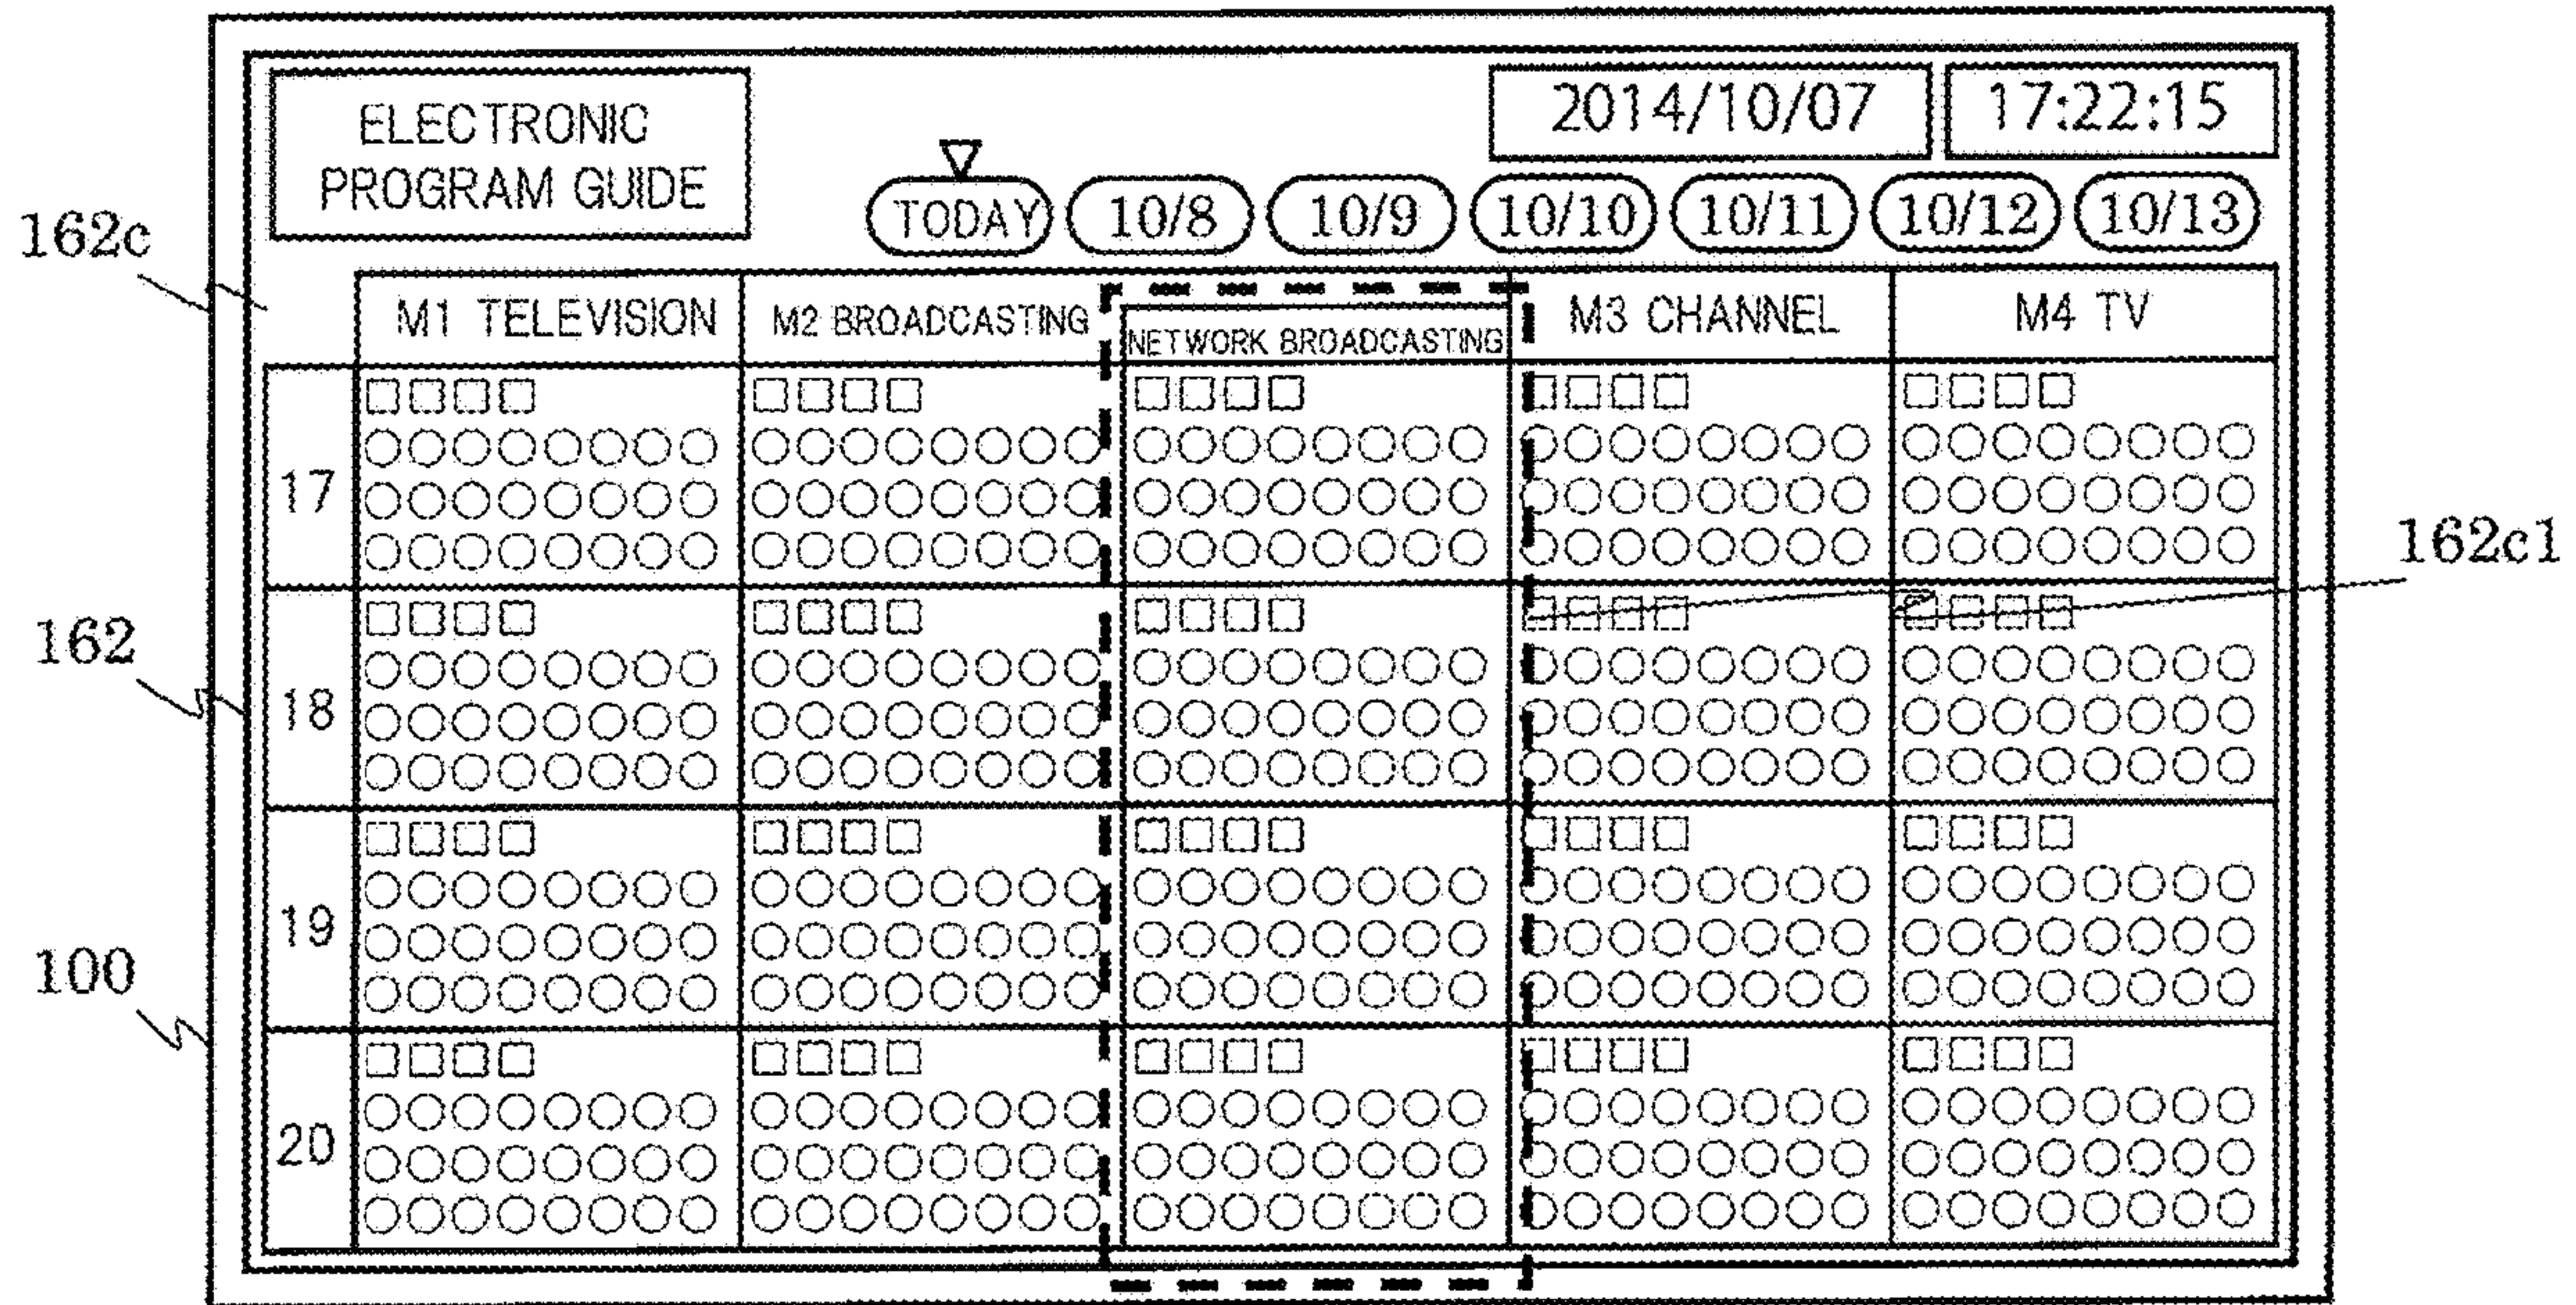 ELECTRONIC
PROGRAM GUIDE
2014/10/07 17:22:15
TODAY 10/8 10/9 10/10 10/11 10/12 10/13
162c
M1 TELEVISION M2 BROADCASTING NETWORK BROADCASTING M3 CHANNEL M4 TV
□□□□ □□□□ □□□□ □□□□ □□□□
○○○○○○○○ ○○○○○○○○ ○○○○○○○○ ○○○○○○○○ ○○○○○○○○
17 ○○○○○○○○ ○○○○○○○○ ○○○○○○○○ ○○○○○○○○ ○○○○○○○○
○○○○○○○○ ○○○○○○○○ ○○○○○○○○ ○○○○○○○○ ○○○○○○○○
162c1
□□□□ □□□□ □□□□ □□□□ □□□□
162
○○○○○○○○ ○○○○○○○○ ○○○○○○○○ ○○○○○○○○ ○○○○○○○○
18 ○○○○○○○○ ○○○○○○○○ ○○○○○○○○ ○○○○○○○○ ○○○○○○○○
○○○○○○○○ ○○○○○○○○ ○○○○○○○○ ○○○○○○○○ ○○○○○○○○
□□□□ □□□□ □□□□ □□□□ □□□□
○○○○○○○○ ○○○○○○○○ ○○○○○○○○ ○○○○○○○○ ○○○○○○○○
19 ○○○○○○○○ ○○○○○○○○ ○○○○○○○○ ○○○○○○○○ ○○○○○○○○
100
○○○○○○○○ ○○○○○○○○ ○○○○○○○○ ○○○○○○○○ ○○○○○○○○
□□□□ □□□□ □□□□ □□□□ □□□□
○○○○○○○○ ○○○○○○○○ ○○○○○○○○ ○○○○○○○○ ○○○○○○○○
20 ○○○○○○○○ ○○○○○○○○ ○○○○○○○○ ○○○○○○○○ ○○○○○○○○
○○○○○○○○ ○○○○○○○○ ○○○○○○○○ ○○○○○○○○ ○○○○○○○○